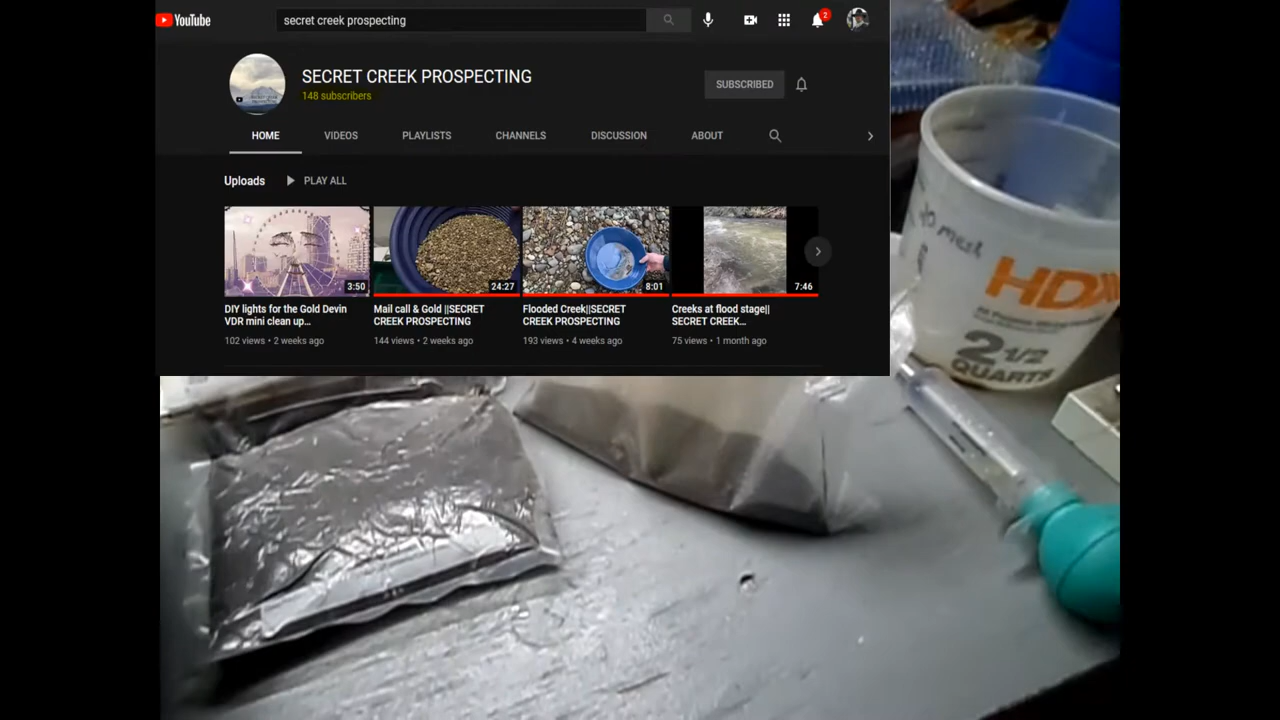 YouTube
secret creek prospecting
2
SECRET CREEK PROSPECTING
148 subscribers
SUBSCRIBED
HOME VIDEOS PLAYLISTS CHANNELS DISCUSSION ABOUT
Uploads PLAY ALL
3:50
24:27
8:01
7:46
DIY lights for the Gold Devin
VDR mini clean up...
102 views • 2 weeks ago
Mail call & Gold ||SECRET
CREEK PROSPECTING
144 views • 2 weeks ago
Flooded Creek||SECRET
CREEK PROSPECTING
193 views • 4 weeks ago
Creeks at flood stage||
SECRET CREEK...
75 views • 1 month ago
mesh
HDX
2 1/2
QUARTS